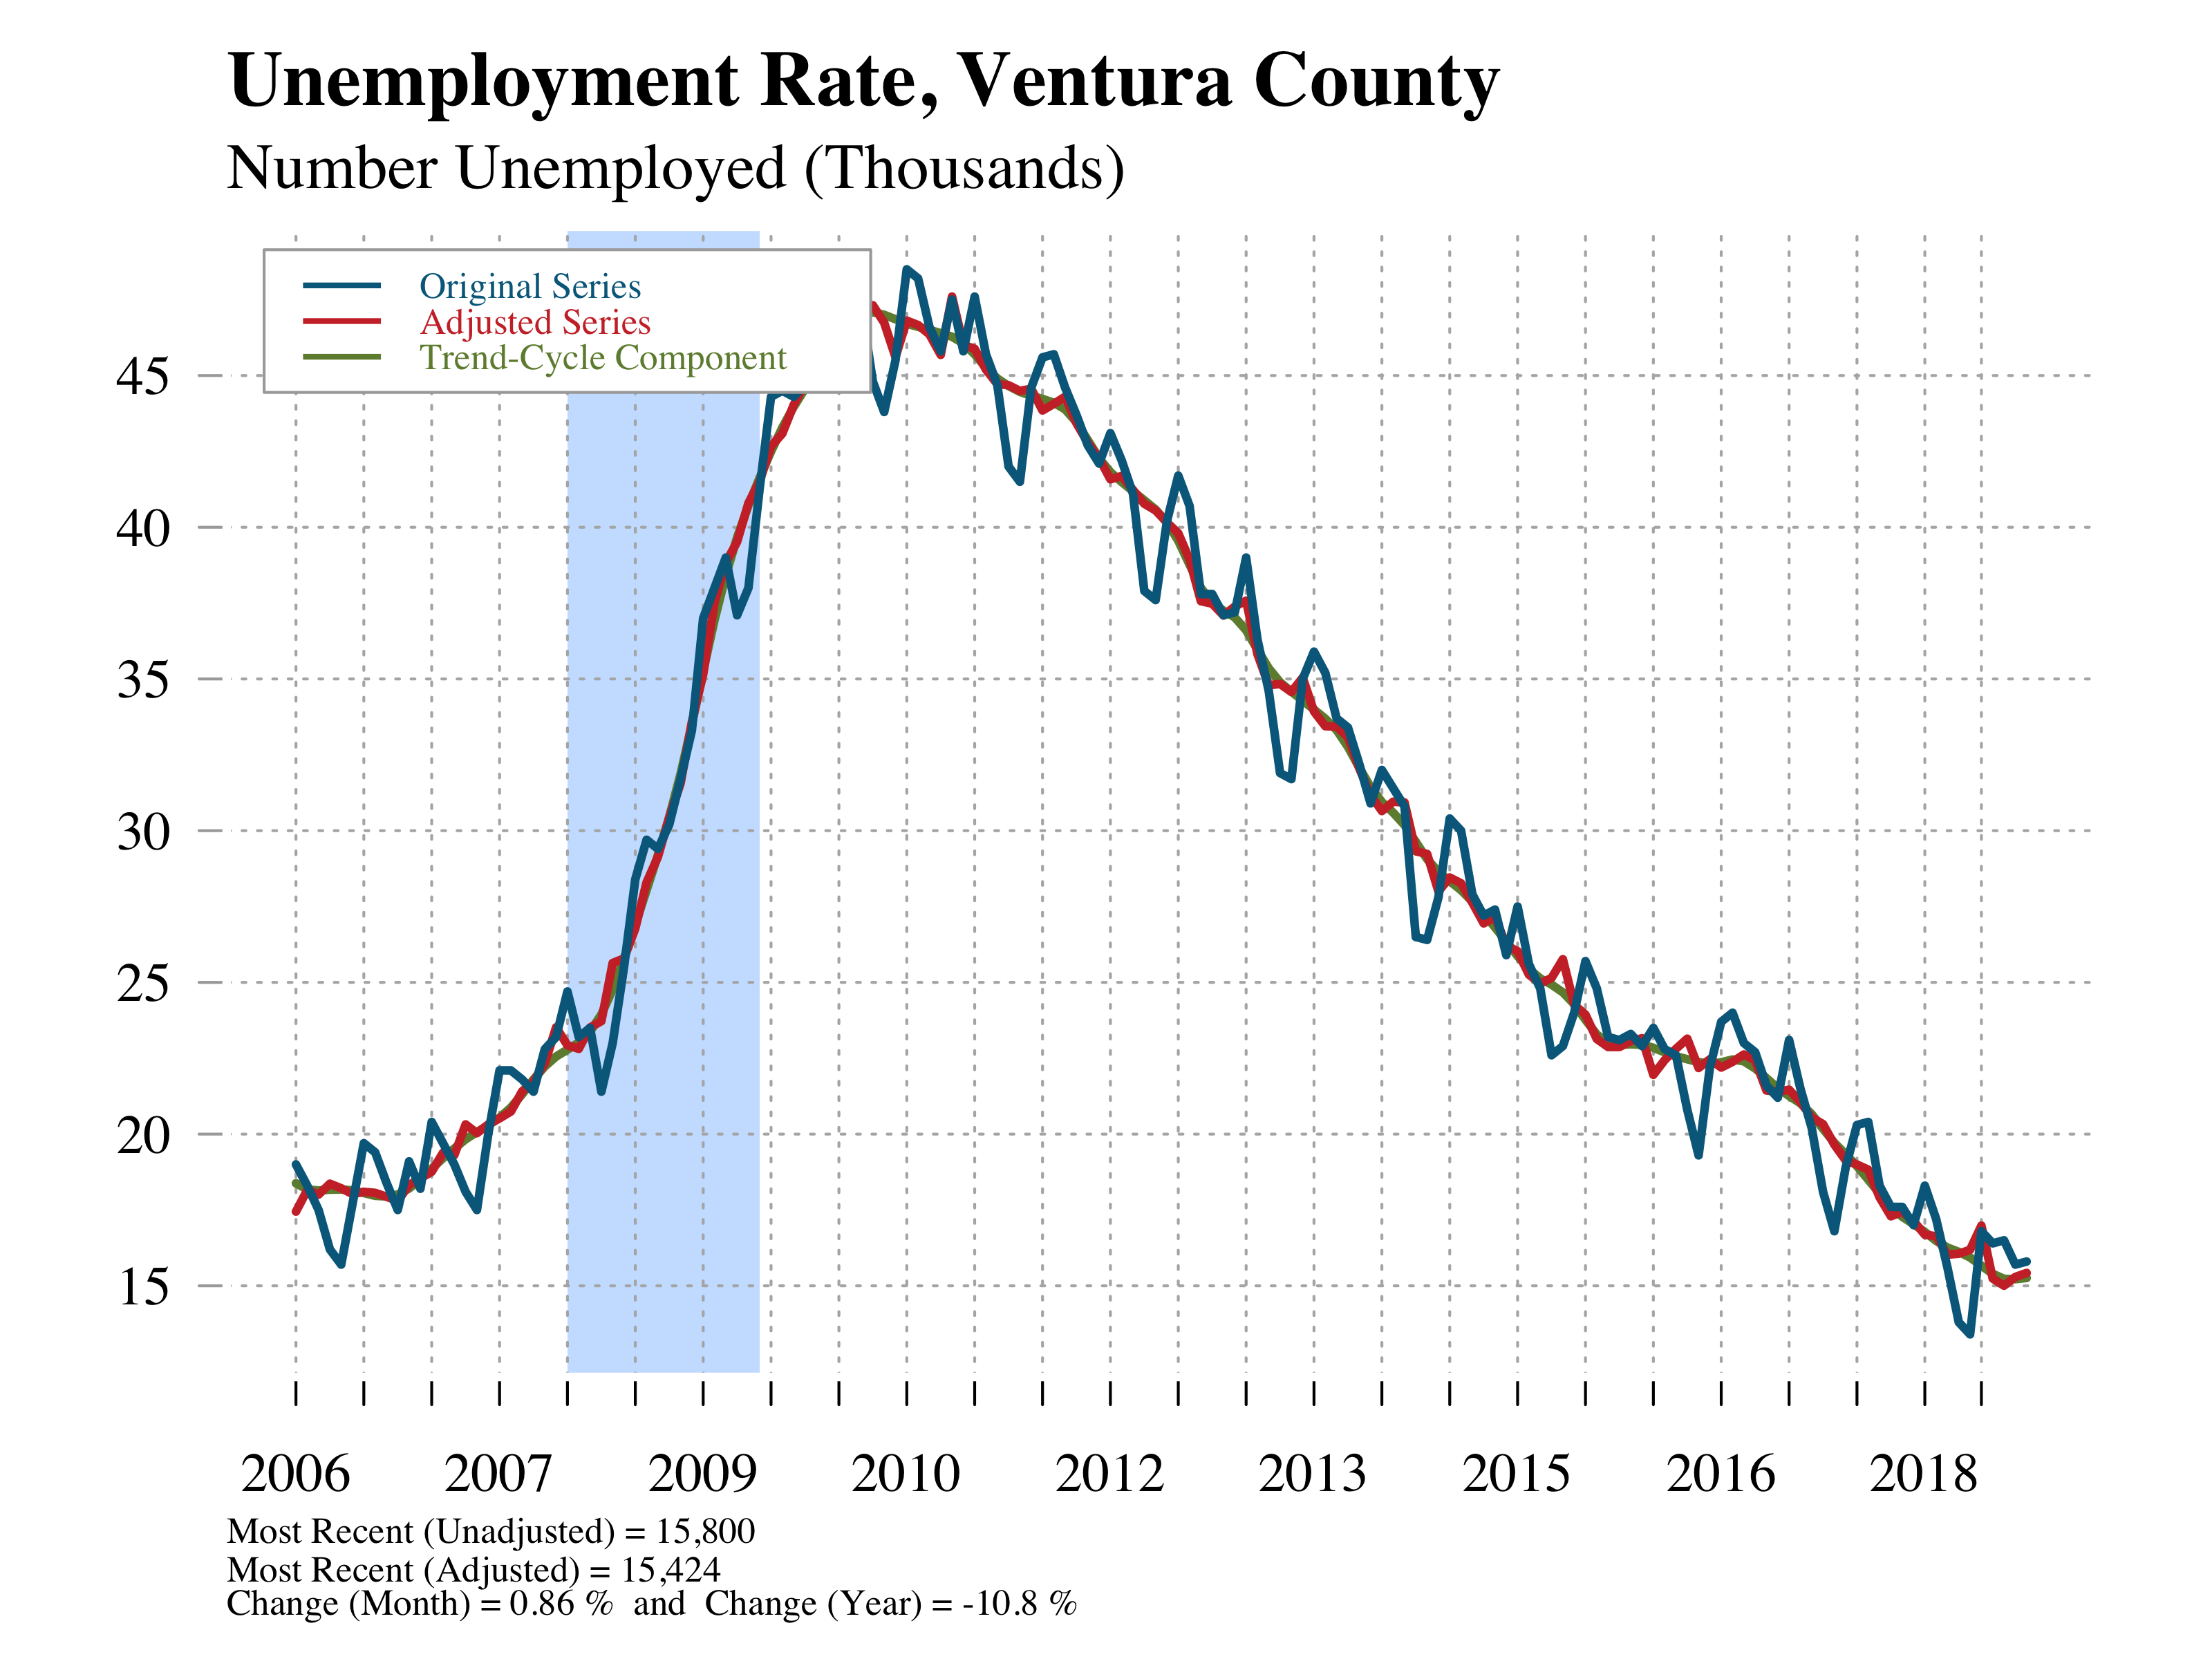 Unemployment Rate, Ventura County
Number Unemployed (Thousands)
Original Series
Adjusted Series
Trend-Cycle Component
45
40
35
30
25
20
15
2006 2007 2009 2010 2012 2013 2015 2016 2018
Most Recent (Unadjusted) = 15,800
Most Recent (Adjusted) = 15,424
Change (Month) = 0.86 % and Change (Year) = -10.8 %